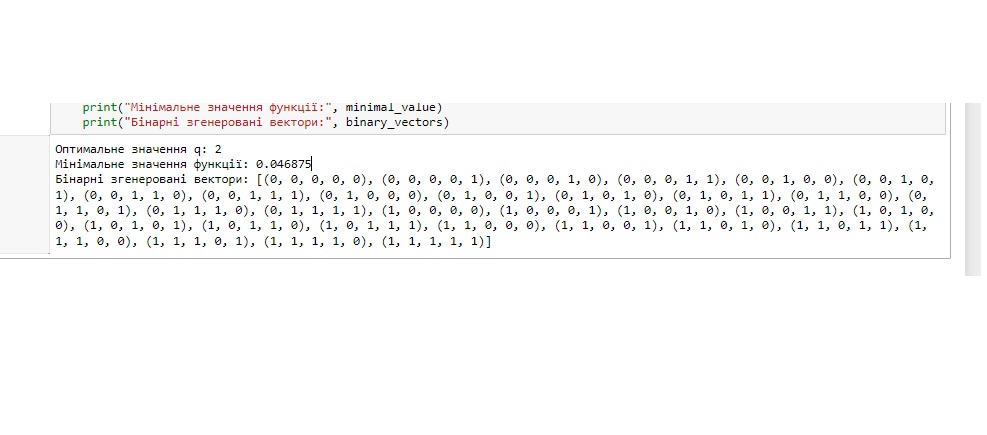 print("Мінімальне значення функції:", minimal_value)
print("Бінарні згенеровані вектори:", binary_vectors)
Оптимальне значення q: 2
Мінімальне значення функції: 0.046875
Бінарні згенеровані вектори: [(0, 0, 0, 0, 0), (0, 0, 0, 0, 1), (0, 0, 0, 1, 0), (0, 0, 0, 1, 1), (0, 0, 1, 0, 0), (0, 0, 1, 0,
1), (0, 0, 1, 1, 0), (0, 0, 1, 1, 1), (0, 1, 0, 0, 0), (0, 1, 0, 0, 1), (0, 1, 0, 1, 0), (0, 1, 0, 1, 1), (0, 1, 1, 0, 0), (0,
1, 1, 0, 1), (0, 1, 1, 1, 0), (0, 1, 1, 1, 1), (1, 0, 0, 0, 0), (1, 0, 0, 0, 1), (1, 0, 0, 1, 0), (1, 0, 0, 1, 1), (1, 0, 1, 0,
0), (1, 0, 1, 0, 1), (1, 0, 1, 1, 0), (1, 0, 1, 1, 1), (1, 1, 0, 0, 0), (1, 1, 0, 0, 1), (1, 1, 0, 1, 0), (1, 1, 0, 1, 1), (1,
1, 1, 0, 0), (1, 1, 1, 0, 1), (1, 1, 1, 1, 0), (1, 1, 1, 1, 1)]